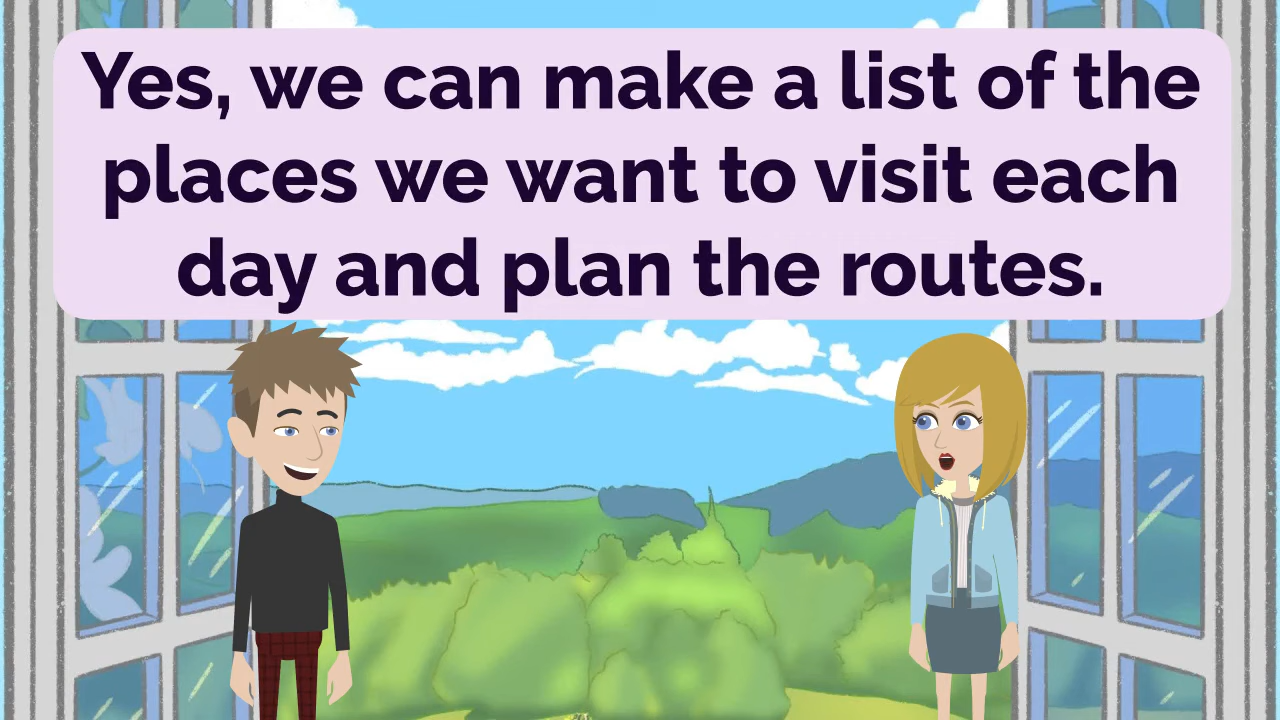 Yes, we can make a list of the
places we want to visit each
day and plan the routes.